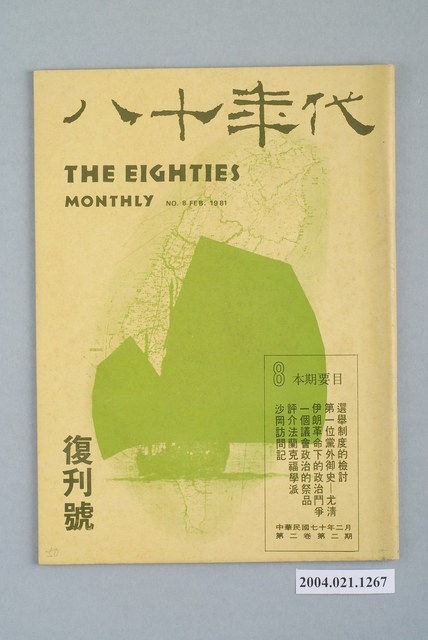 八十年代
THE EIGHTIES
MONTHLY NO. 8 FEB. 1981
8 本期要目
選舉制度的檢討
第一位黨外御史—尤清
伊朗革命下的政治鬥爭
一個議會政治的祭品
評介法蘭克福學派
沙岡訪問記
中華民國七十年二月
第二卷第二期
復刊號
2004.021.1267